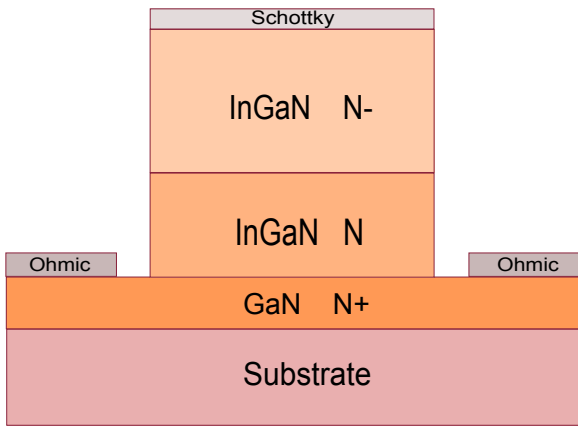 Schottky
InGaN N-
InGaN N
Ohmic Ohmic
GaN N+
Substrate